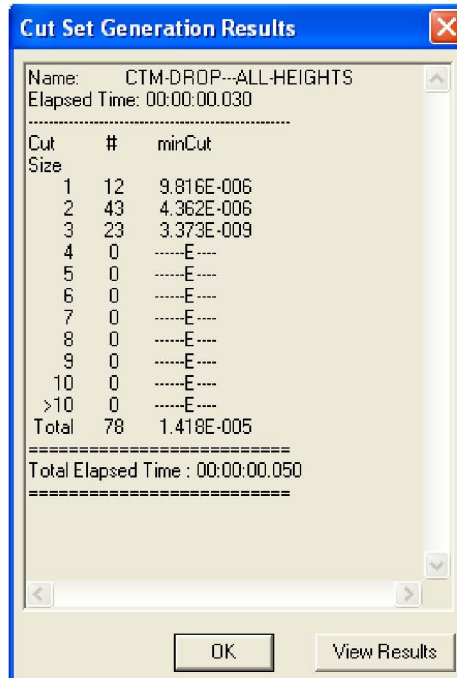 Cut Set Generation Results
Name: CTM-DROP---ALL-HEIGHTS
Elapsed Time: 00:00:00.030
--------------------------------------------------
Cut # minCut
Size
1 12 9.816E-006
2 43 4.362E-006
3 23 3.373E-009
4 0 ------E----
5 0 ------E----
6 0 ------E----
7 0 ------E----
8 0 ------E----
9 0 ------E----
10 0 ------E----
>10 0 ------E----
Total 78 1.418E-005
===========================
Total Elapsed Time : 00:00:00.050
===========================
OK View Results